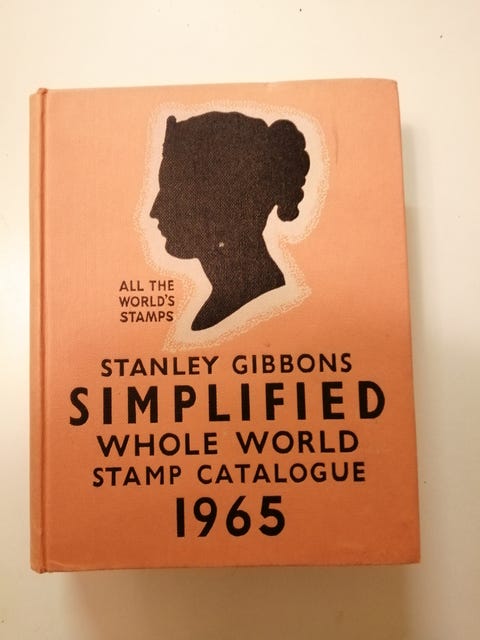 ALL THE
WORLD'S
STAMPS
STANLEY GIBBONS
SIMPLIFIED
WHOLE WORLD
STAMP CATALOGUE
1965